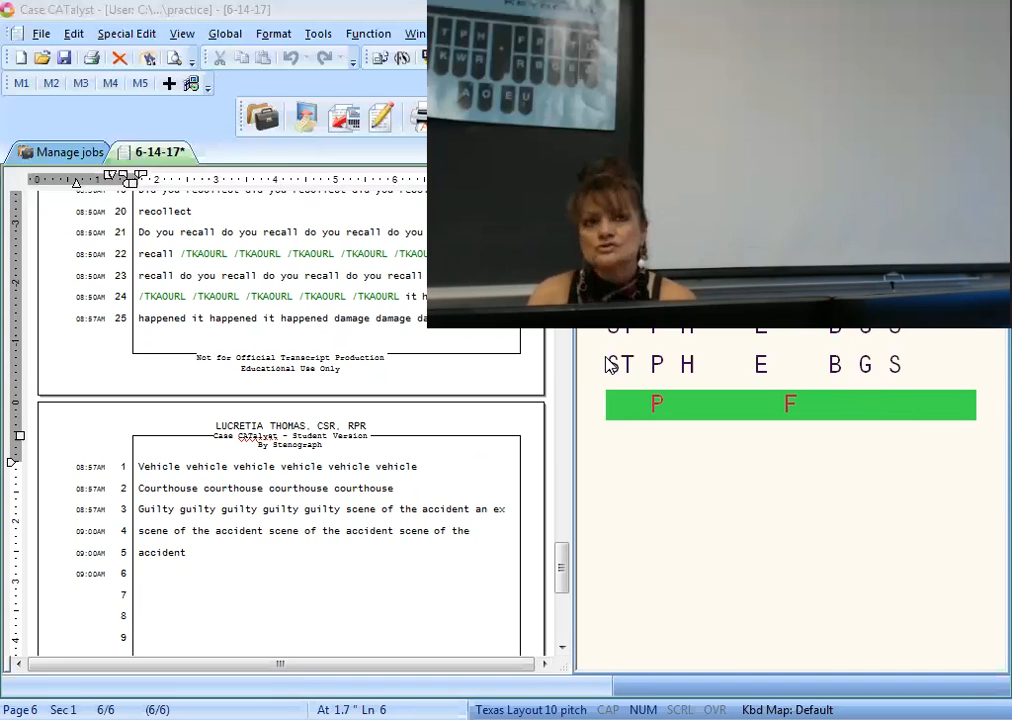 Case CATalyst - [User: C:\...\practice] - [6-14-17]
File Edit Special Edit View Global Format Tools Function
M1 M2 M3 M4 M5
Manage jobs 6-14-17*
08:50AM 20 recollect
08:50AM 21 Do you recall do you recall do you recall
08:50AM 22 recall /TKAOURL /TKAOURL /TKAOURL /TKAOURL
08:50AM 23 recall do you recall do you recall do you recall
08:50AM 24 /TKAOURL /TKAOURL /TKAOURL /TKAOURL /TKAOURL it
08:57AM 25 happened it happened it happened damage damage
Not for Official Transcript Production
Educational Use Only
LUCRETIA THOMAS, CSR, RPR
Case CATalyst - Student Version
By Stenograph
08:57AM 1 Vehicle vehicle vehicle vehicle vehicle vehicle
08:57AM 2 Courthouse courthouse courthouse courthouse
08:57AM 3 Guilty guilty guilty guilty guilty scene of the accident an ex
09:00AM 4 scene of the accident scene of the accident scene of the
09:00AM 5 accident
09:00AM 6
7
8
9
ST P H E B G S
P F
T P H F P L T
K W R R B G
A O E U
Page 6 Sec 1 6/6 (6/6) At 1.7 " Ln 6 Texas Layout 10 pitch CAP NUM SCRL OVR Kbd Map: Default